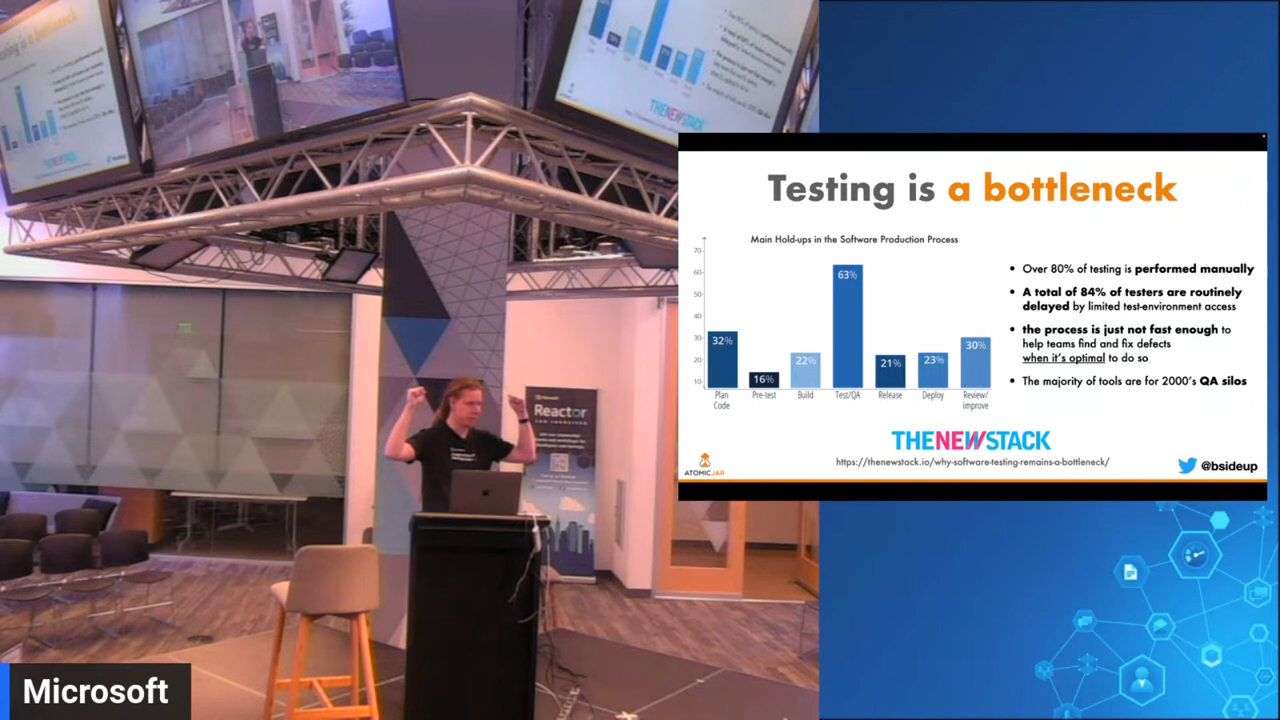 Testing is a bottleneck
THENEWSTACK
Reactor
Microsoft
Testing is a bottleneck
Main Hold-ups in the Software Production Process
70
60
50
40
30
20
10
32%
16%
22%
63%
21%
23%
30%
Plan
Code
Pre-test
Build
Test/QA
Release
Deploy
Review/
improve
• Over 80% of testing is performed manually
• A total of 84% of testers are routinely
delayed by limited test-environment access
• the process is just not fast enough to
help teams find and fix defects
when it's optimal to do so
• The majority of tools are for 2000's QA silos
THENEWSTACK
https://thenewstack.io/why-software-testing-remains-a-bottleneck/
ATOMICJAR
@bsideup